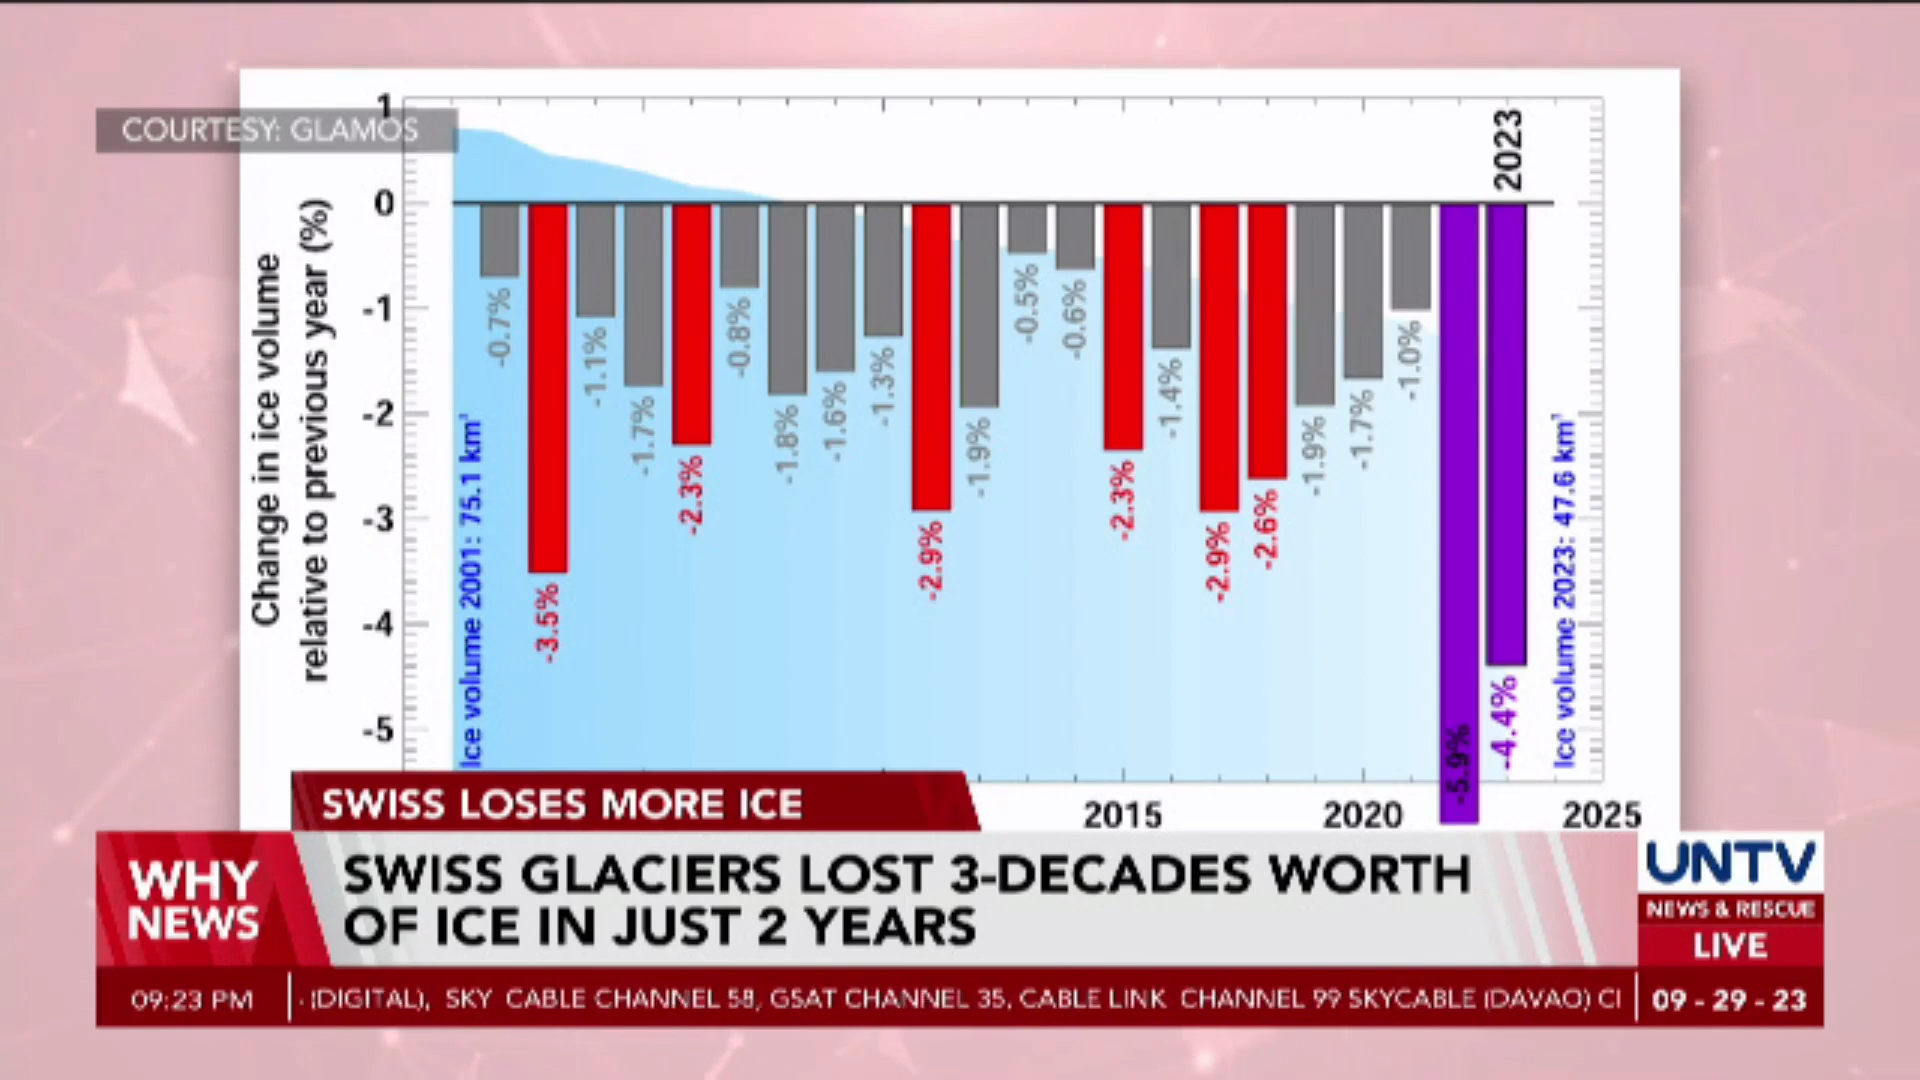 COURTESY: GLAMOS
Change in ice volume
relative to previous year (%)
1
0
-1
-2
-3
-4
-5
2023
Ice volume 2001: 75.1 km³
-0.7%
-3.5%
-1.1%
-1.7%
-2.3%
-0.8%
-1.8%
-1.6%
-1.3%
-2.9%
-1.9%
-0.5%
-0.6%
-2.3%
-1.4%
-2.9%
-2.6%
-1.9%
-1.7%
-1.0%
-5.9%
-4.4%
Ice volume 2023: 47.6 km³
2015
2020
2025
SWISS LOSES MORE ICE
WHY
NEWS
SWISS GLACIERS LOST 3-DECADES WORTH
OF ICE IN JUST 2 YEARS
UNTV
NEWS & RESCUE
LIVE
09:23 PM
· (DIGITAL), SKY CABLE CHANNEL 58, GSAT CHANNEL 35, CABLE LINK CHANNEL 99 SKYCABLE (DAVAO) CI
09 - 29 - 23